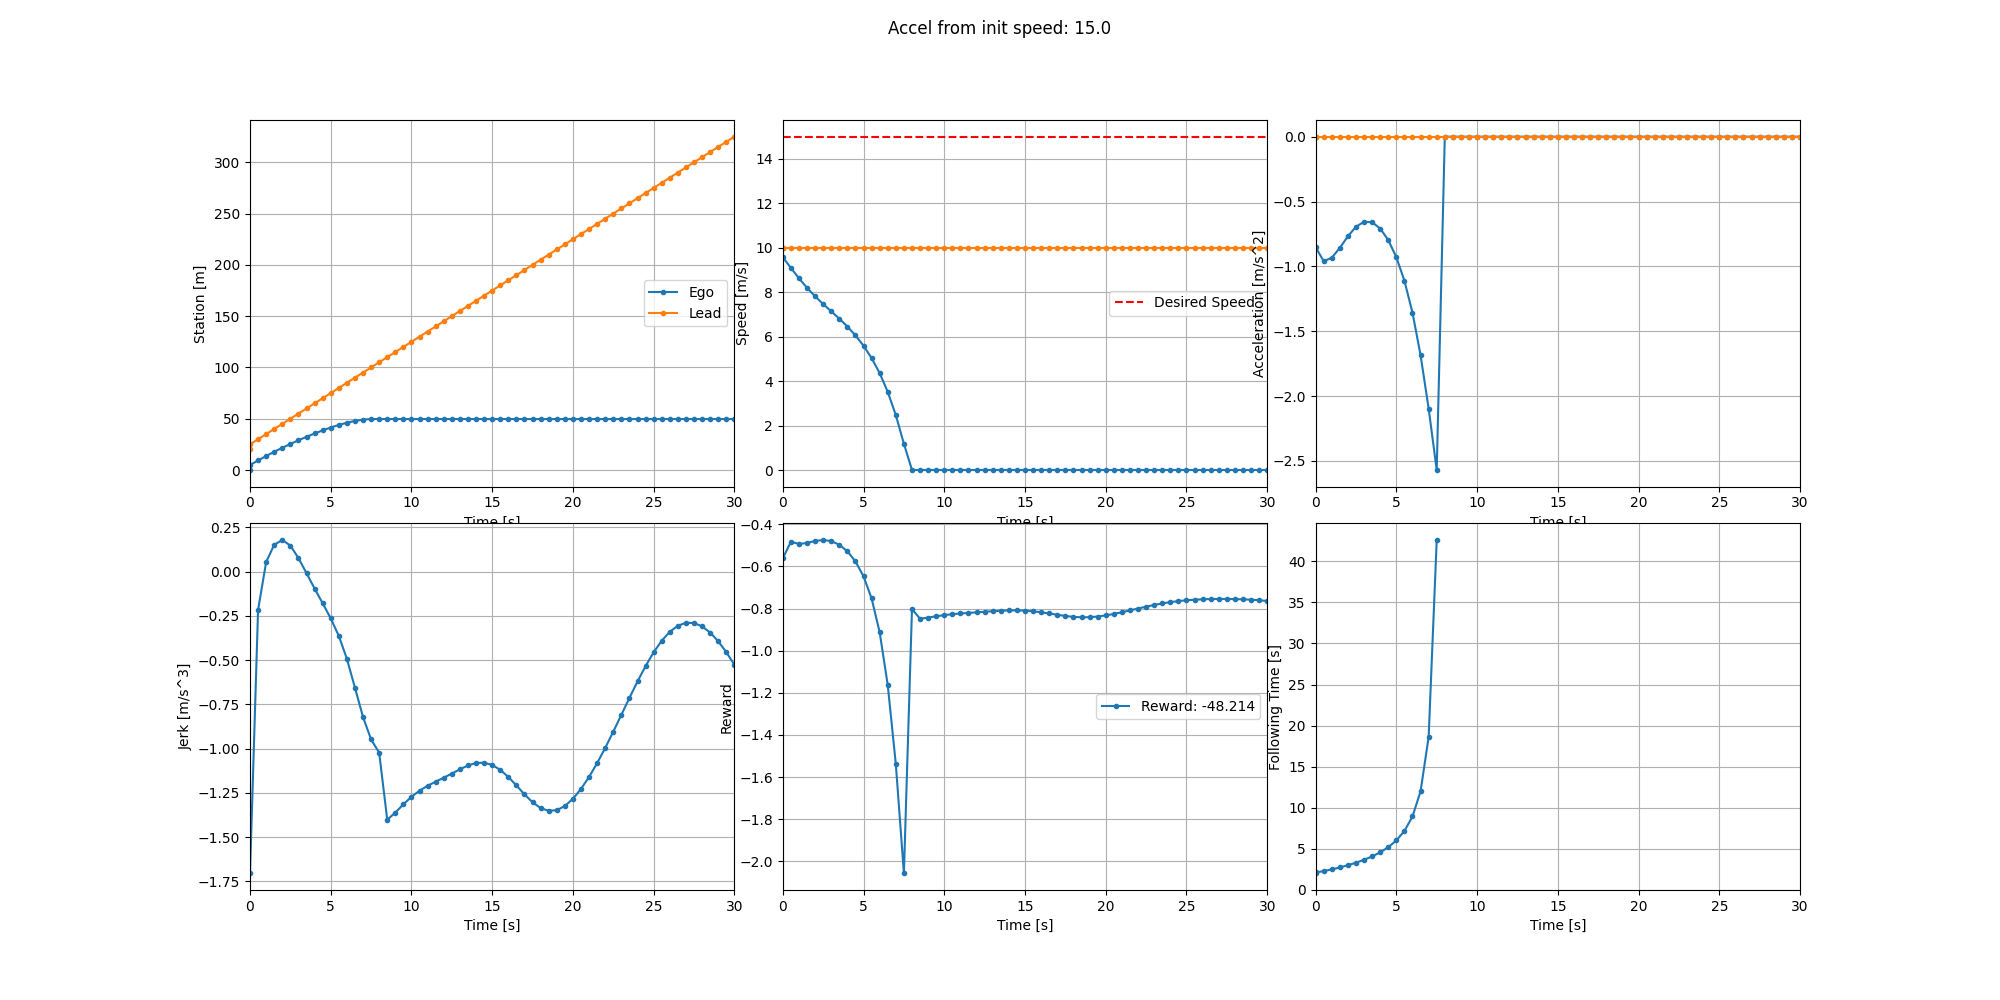 Accel from init speed: 15.0
Station [m]
300
250
200
150
100
50
0
0 5 10 15 20 25 30
Time [s]
Ego
Lead
Speed [m/s]
14
12
10
8
6
4
2
0
0 5 10 15 20 25 30
Time [s]
Desired Speed
Acceleration [m/s^2]
0.0
−0.5
−1.0
−1.5
−2.0
−2.5
0 5 10 15 20 25 30
Time [s]
Jerk [m/s^3]
0.25
0.00
−0.25
−0.50
−0.75
−1.00
−1.25
−1.50
−1.75
0 5 10 15 20 25 30
Time [s]
Reward
−0.4
−0.6
−0.8
−1.0
−1.2
−1.4
−1.6
−1.8
−2.0
0 5 10 15 20 25 30
Time [s]
Reward: -48.214
Following Time [s]
40
35
30
25
20
15
10
5
0
0 5 10 15 20 25 30
Time [s]